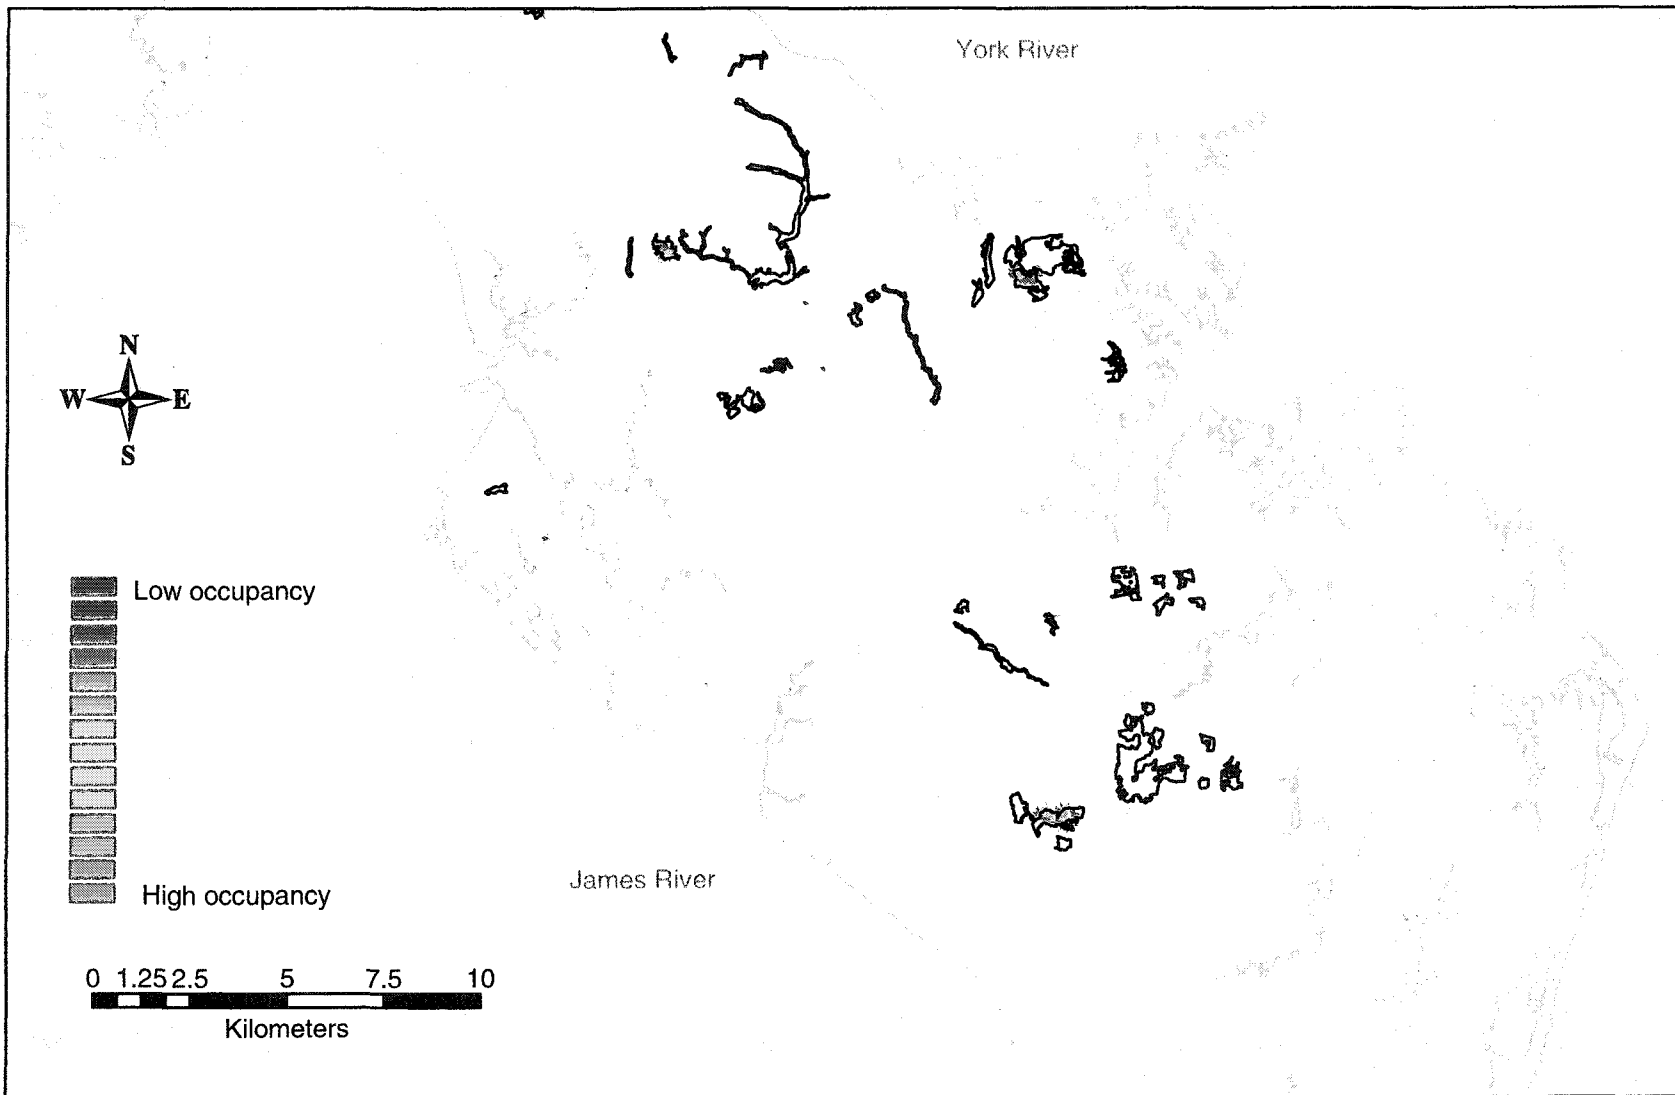 York River
N
W E
S
Low occupancy
High occupancy
James River
0 1.25 2.5 5 7.5 10
Kilometers